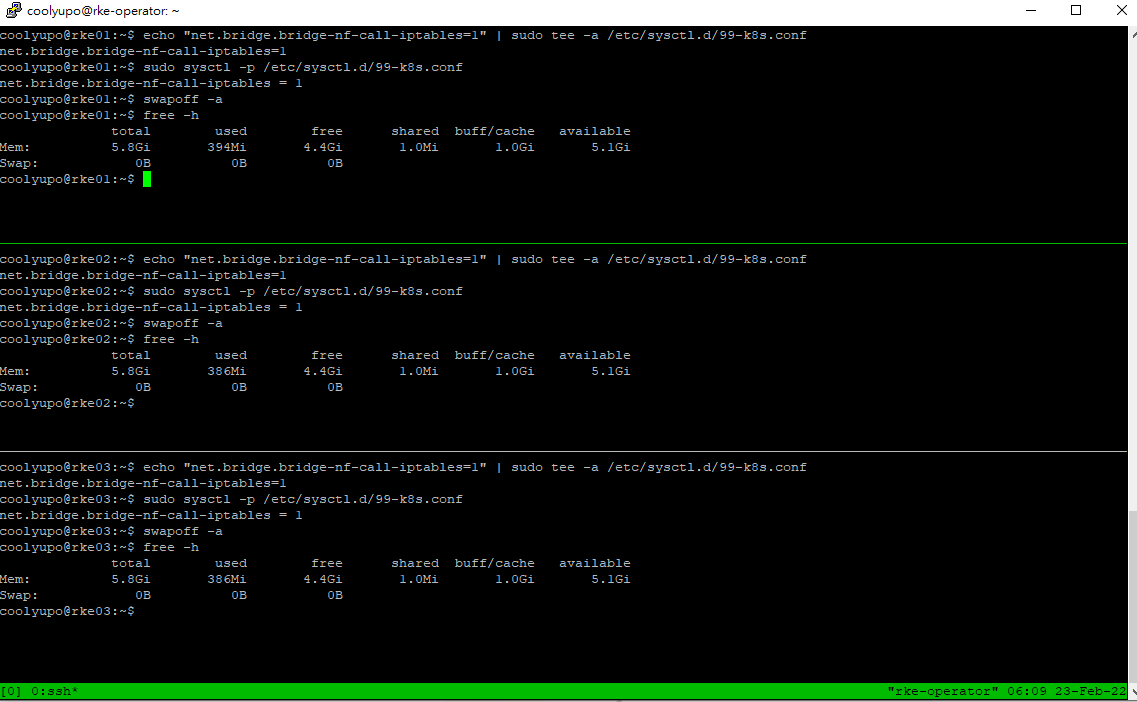 coolyupo@rke-operator: ~
coolyupo@rke01:~$ echo "net.bridge.bridge-nf-call-iptables=1" | sudo tee -a /etc/sysctl.d/99-k8s.conf
net.bridge.bridge-nf-call-iptables=1
coolyupo@rke01:~$ sudo sysctl -p /etc/sysctl.d/99-k8s.conf
net.bridge.bridge-nf-call-iptables = 1
coolyupo@rke01:~$ swapoff -a
coolyupo@rke01:~$ free -h
              total        used        free      shared  buff/cache   available
Mem:          5.8Gi       394Mi       4.4Gi       1.0Mi       1.0Gi       5.1Gi
Swap:            0B          0B          0B
coolyupo@rke01:~$
coolyupo@rke02:~$ echo "net.bridge.bridge-nf-call-iptables=1" | sudo tee -a /etc/sysctl.d/99-k8s.conf
net.bridge.bridge-nf-call-iptables=1
coolyupo@rke02:~$ sudo sysctl -p /etc/sysctl.d/99-k8s.conf
net.bridge.bridge-nf-call-iptables = 1
coolyupo@rke02:~$ swapoff -a
coolyupo@rke02:~$ free -h
              total        used        free      shared  buff/cache   available
Mem:          5.8Gi       386Mi       4.4Gi       1.0Mi       1.0Gi       5.1Gi
Swap:            0B          0B          0B
coolyupo@rke02:~$
coolyupo@rke03:~$ echo "net.bridge.bridge-nf-call-iptables=1" | sudo tee -a /etc/sysctl.d/99-k8s.conf
net.bridge.bridge-nf-call-iptables=1
coolyupo@rke03:~$ sudo sysctl -p /etc/sysctl.d/99-k8s.conf
net.bridge.bridge-nf-call-iptables = 1
coolyupo@rke03:~$ swapoff -a
coolyupo@rke03:~$ free -h
              total        used        free      shared  buff/cache   available
Mem:          5.8Gi       386Mi       4.4Gi       1.0Mi       1.0Gi       5.1Gi
Swap:            0B          0B          0B
coolyupo@rke03:~$
[0] 0:ssh* "rke-operator" 06:09 23-Feb-22